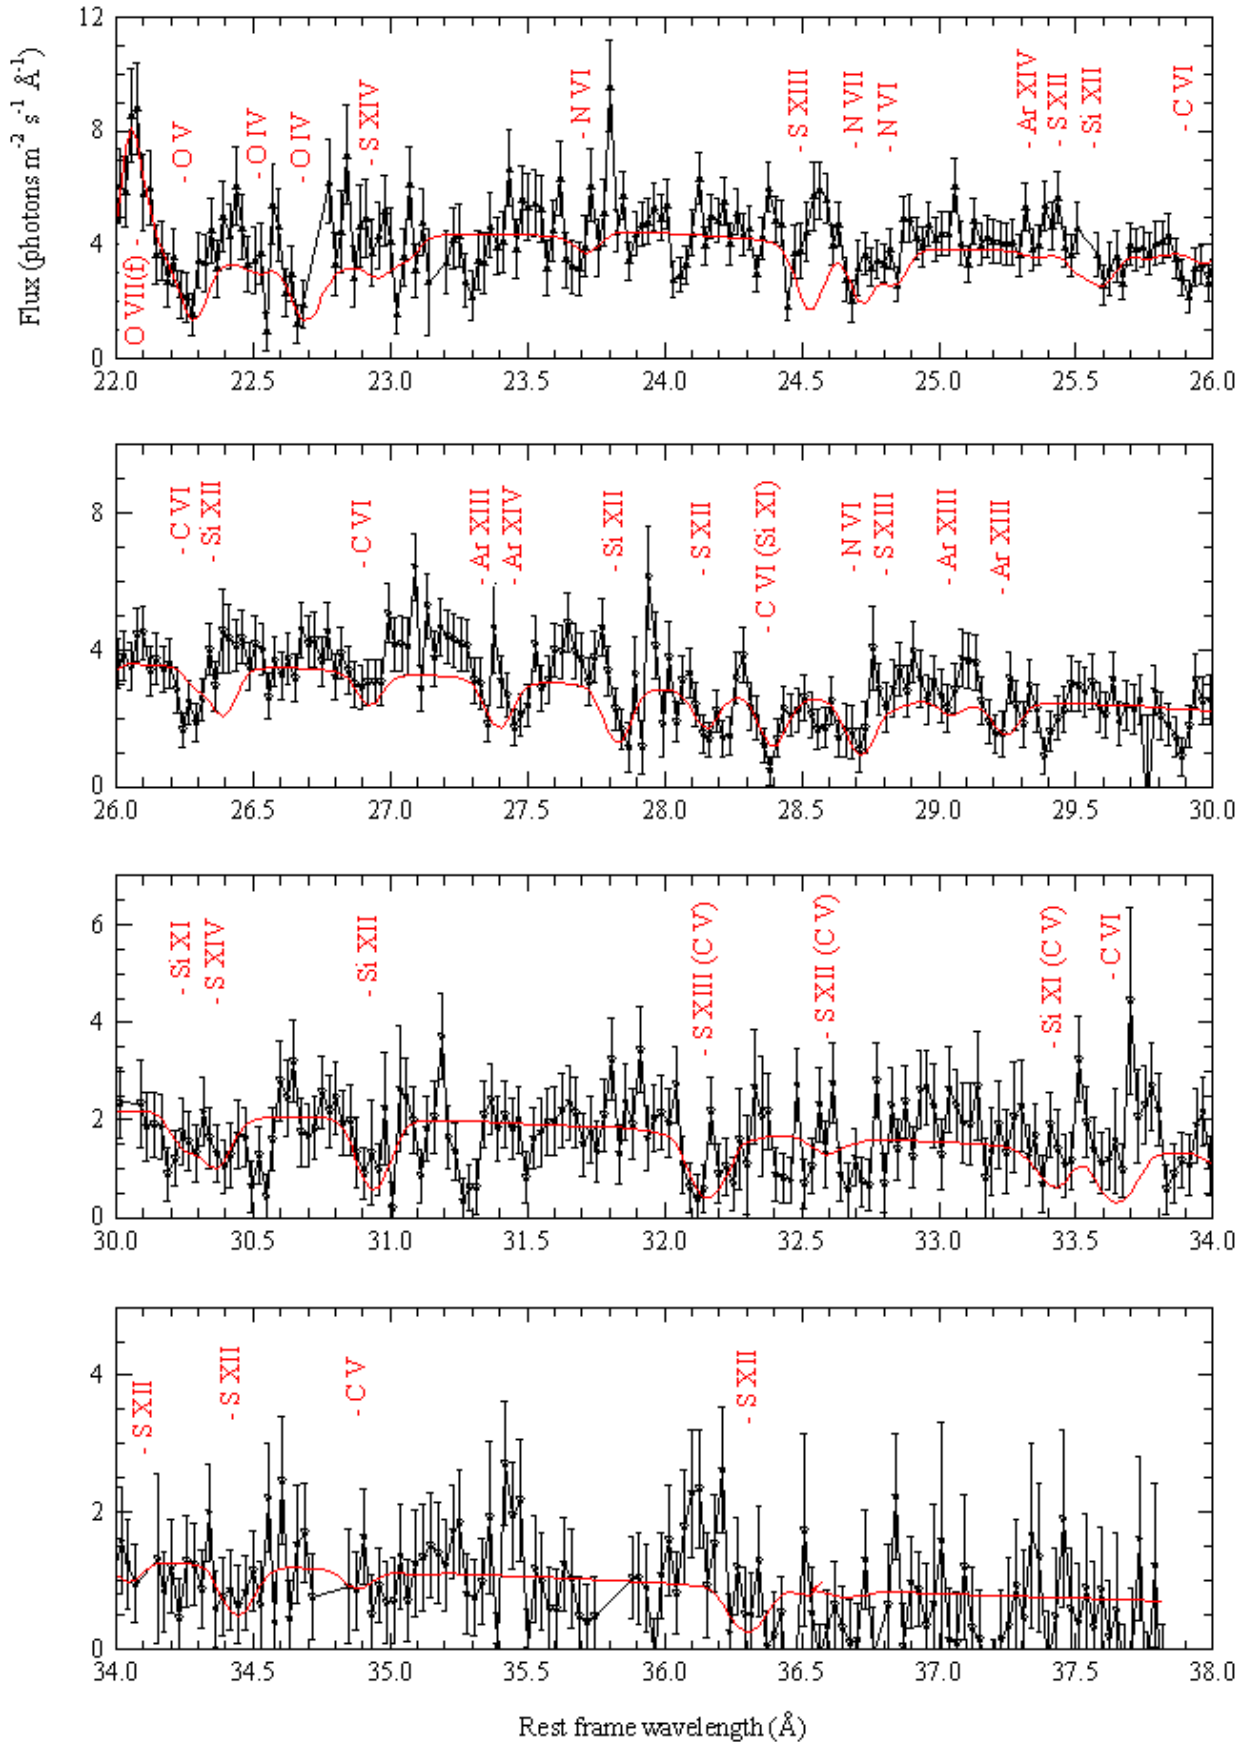 Flux (photons m⁻² s⁻¹ Å⁻¹)
12
8
4
0
- O VII(f) -
- O V
- O IV
- O IV
- S XIV
- N VI
- S XIII
- N VII
- N VI
- Ar XIV
- S XII
- Si XII
- C VI
22.0 22.5 23.0 23.5 24.0 24.5 25.0 25.5 26.0
8
4
0
- C VI
- Si XII
- C VI
- Ar XIII
- Ar XIV
- Si XII
- S XII
- C VI (Si XI)
- N VI
- S XIII
- Ar XIII
- Ar XIII
26.0 26.5 27.0 27.5 28.0 28.5 29.0 29.5 30.0
6
4
2
0
- Si XI
- S XIV
- Si XII
- S XIII (C V)
- S XII (C V)
- Si XI (C V)
- C VI
30.0 30.5 31.0 31.5 32.0 32.5 33.0 33.5 34.0
4
2
0
- S XII
- S XII
- C V
- S XII
34.0 34.5 35.0 35.5 36.0 36.5 37.0 37.5 38.0
Rest frame wavelength (Å)